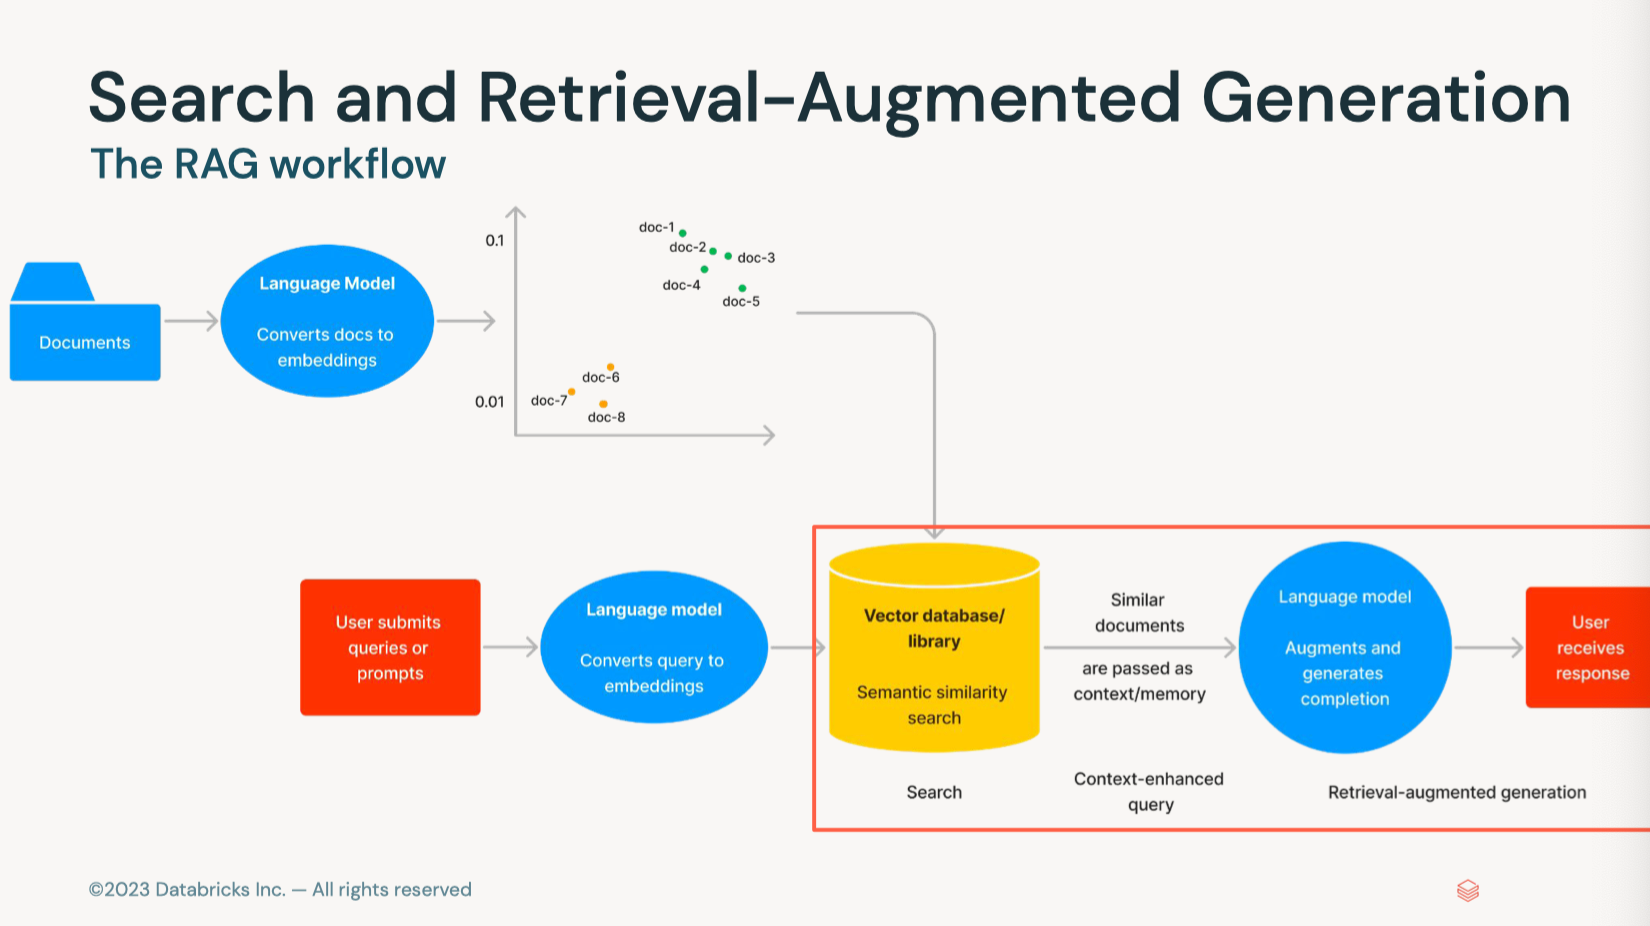 Search and Retrieval-Augmented Generation
The RAG workflow
Documents
Language Model
Converts docs to
embeddings
0.1
0.01
doc-1
doc-2
doc-3
doc-4
doc-5
doc-6
doc-7
doc-8
User submits
queries or
prompts
Language model
Converts query to
embeddings
Vector database/
library
Semantic similarity
search
Similar
documents
are passed as
context/memory
Language model
Augments and
generates
completion
User
receives
response
Search
Context-enhanced
query
Retrieval-augmented generation
©2023 Databricks Inc. — All rights reserved